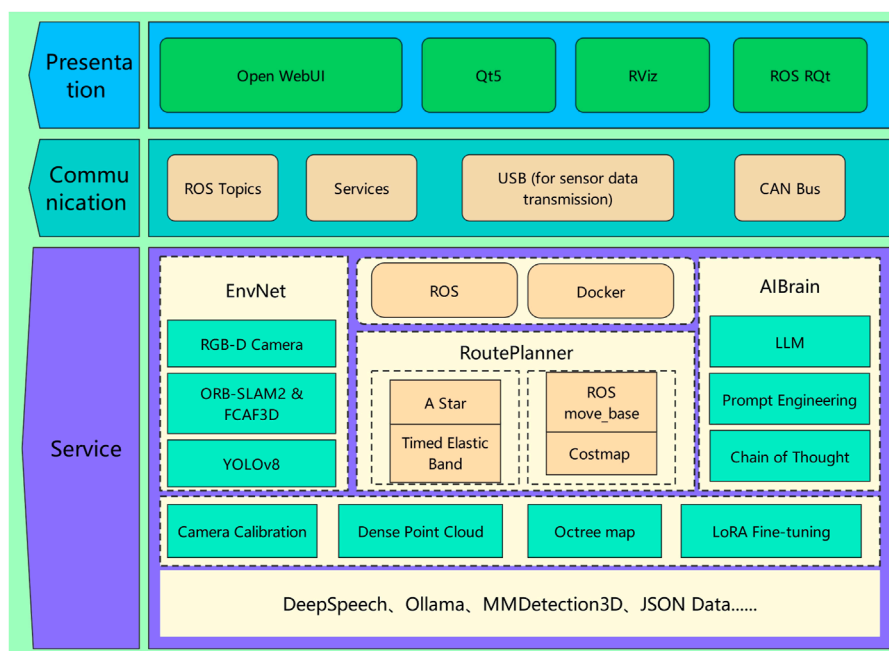 Presenta
tion
Open WebUI
Qt5
RViz
ROS RQt
Commu
nication
ROS Topics
Services
USB (for sensor data
transmission)
CAN Bus
Service
EnvNet
RGB-D Camera
ORB-SLAM2 &
FCAF3D
YOLOv8
ROS
Docker
RoutePlanner
A Star
Timed Elastic
Band
ROS
move_base
Costmap
AIBrain
LLM
Prompt Engineering
Chain of Thought
Camera Calibration
Dense Point Cloud
Octree map
LoRA Fine-tuning
DeepSpeech、Ollama、MMDetection3D、JSON Data......